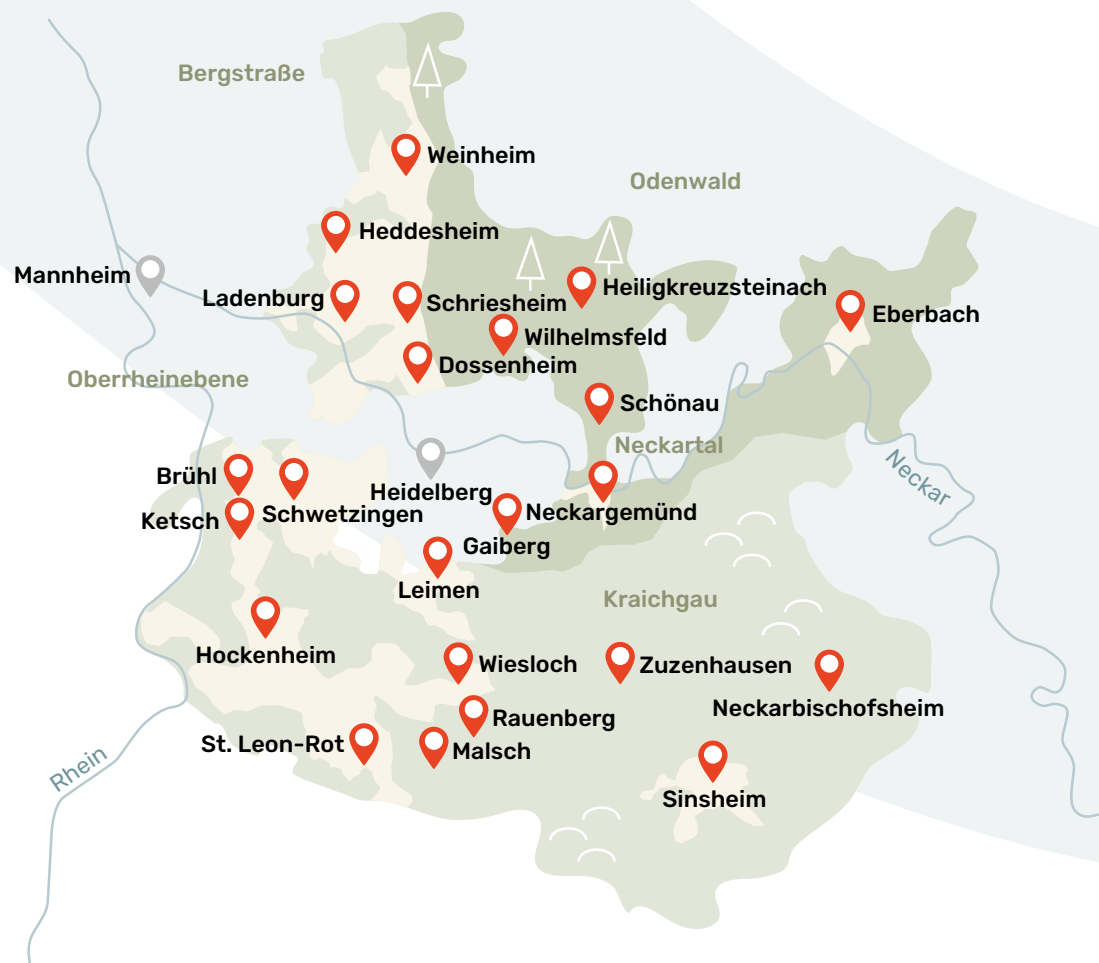 Bergstraße
Weinheim
Odenwald
Heddesheim
Mannheim
Ladenburg
Schriesheim
Heiligkreuzsteinach
Eberbach
Wilhelmsfeld
Dossenheim
Oberrheinebene
Schönau
Neckartal
Brühl
Neckar
Heidelberg
Schwetzingen
Ketsch
Neckargemünd
Gaiberg
Leimen
Kraichgau
Hockenheim
Wiesloch
Zuzenhausen
Neckarbischofsheim
Rauenberg
St. Leon-Rot
Malsch
Rhein
Sinsheim